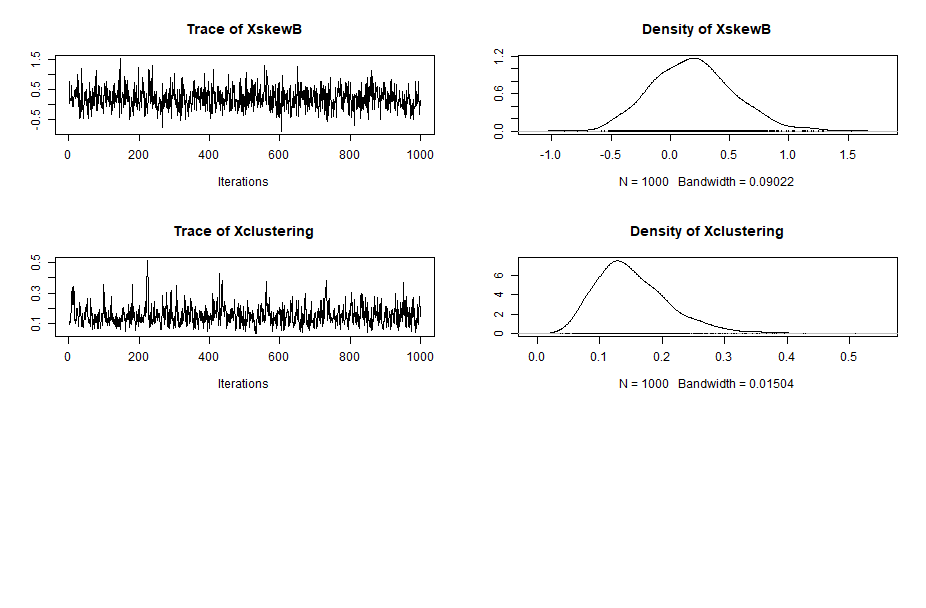 Trace of XskewB
-0.5 0.5 1.5
0 200 400 600 800 1000
Iterations
Density of XskewB
0.0 0.6 1.2
-1.0 -0.5 0.0 0.5 1.0 1.5
N = 1000 Bandwidth = 0.09022
Trace of Xclustering
0.1 0.3 0.5
0 200 400 600 800 1000
Iterations
Density of Xclustering
0 2 4 6
0.0 0.1 0.2 0.3 0.4 0.5
N = 1000 Bandwidth = 0.01504